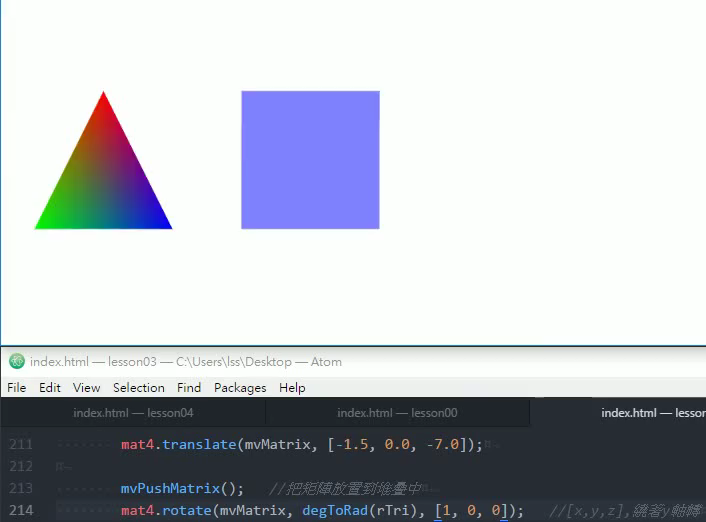 index.html — lesson03 — C:\Users\lss\Desktop — Atom
File Edit View Selection Find Packages Help
index.html — lesson04 index.html — lesson00 index.html — lesson
211 mat4.translate(mvMatrix, [-1.5, 0.0, -7.0]);
212
213 mvPushMatrix(); //把矩陣放置到堆疊中
214 mat4.rotate(mvMatrix, degToRad(rTri), [1, 0, 0]); //[x,y,z],繞著y軸轉